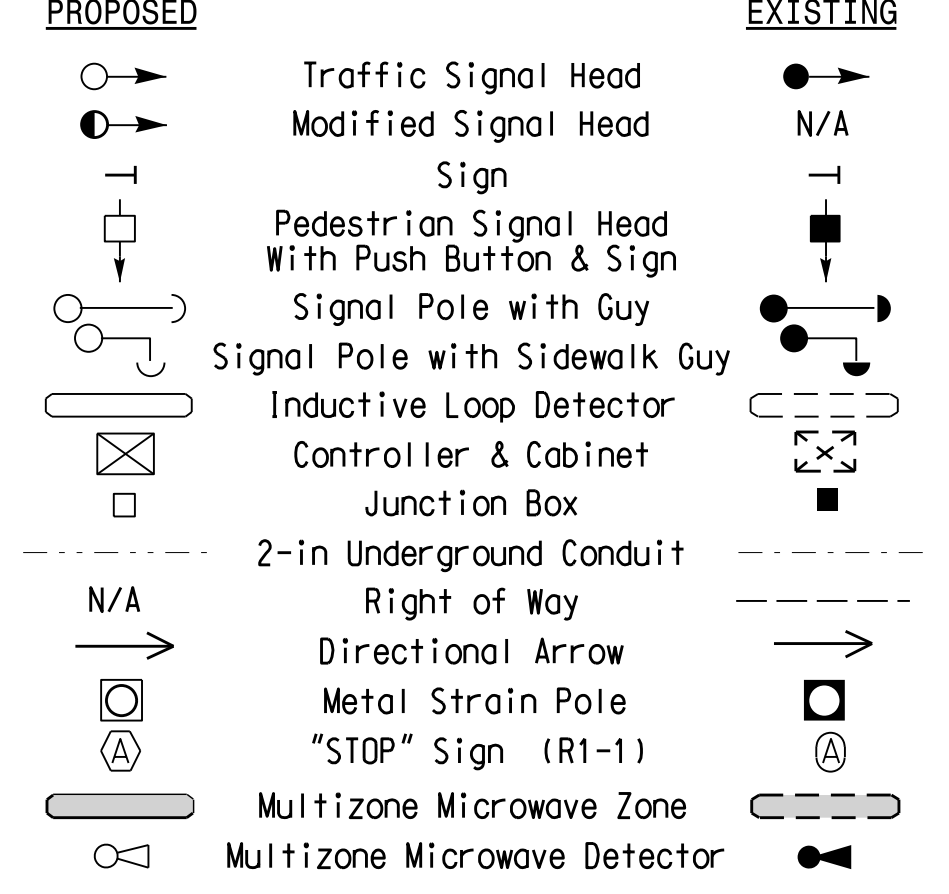 PROPOSED EXISTING
Traffic Signal Head
Modified Signal Head N/A
Sign
Pedestrian Signal Head
With Push Button & Sign
Signal Pole with Guy
Signal Pole with Sidewalk Guy
Inductive Loop Detector
Controller & Cabinet
Junction Box
2-in Underground Conduit
N/A Right of Way
Directional Arrow
Metal Strain Pole
A "STOP" Sign (R1-1) A
Multizone Microwave Zone
Multizone Microwave Detector